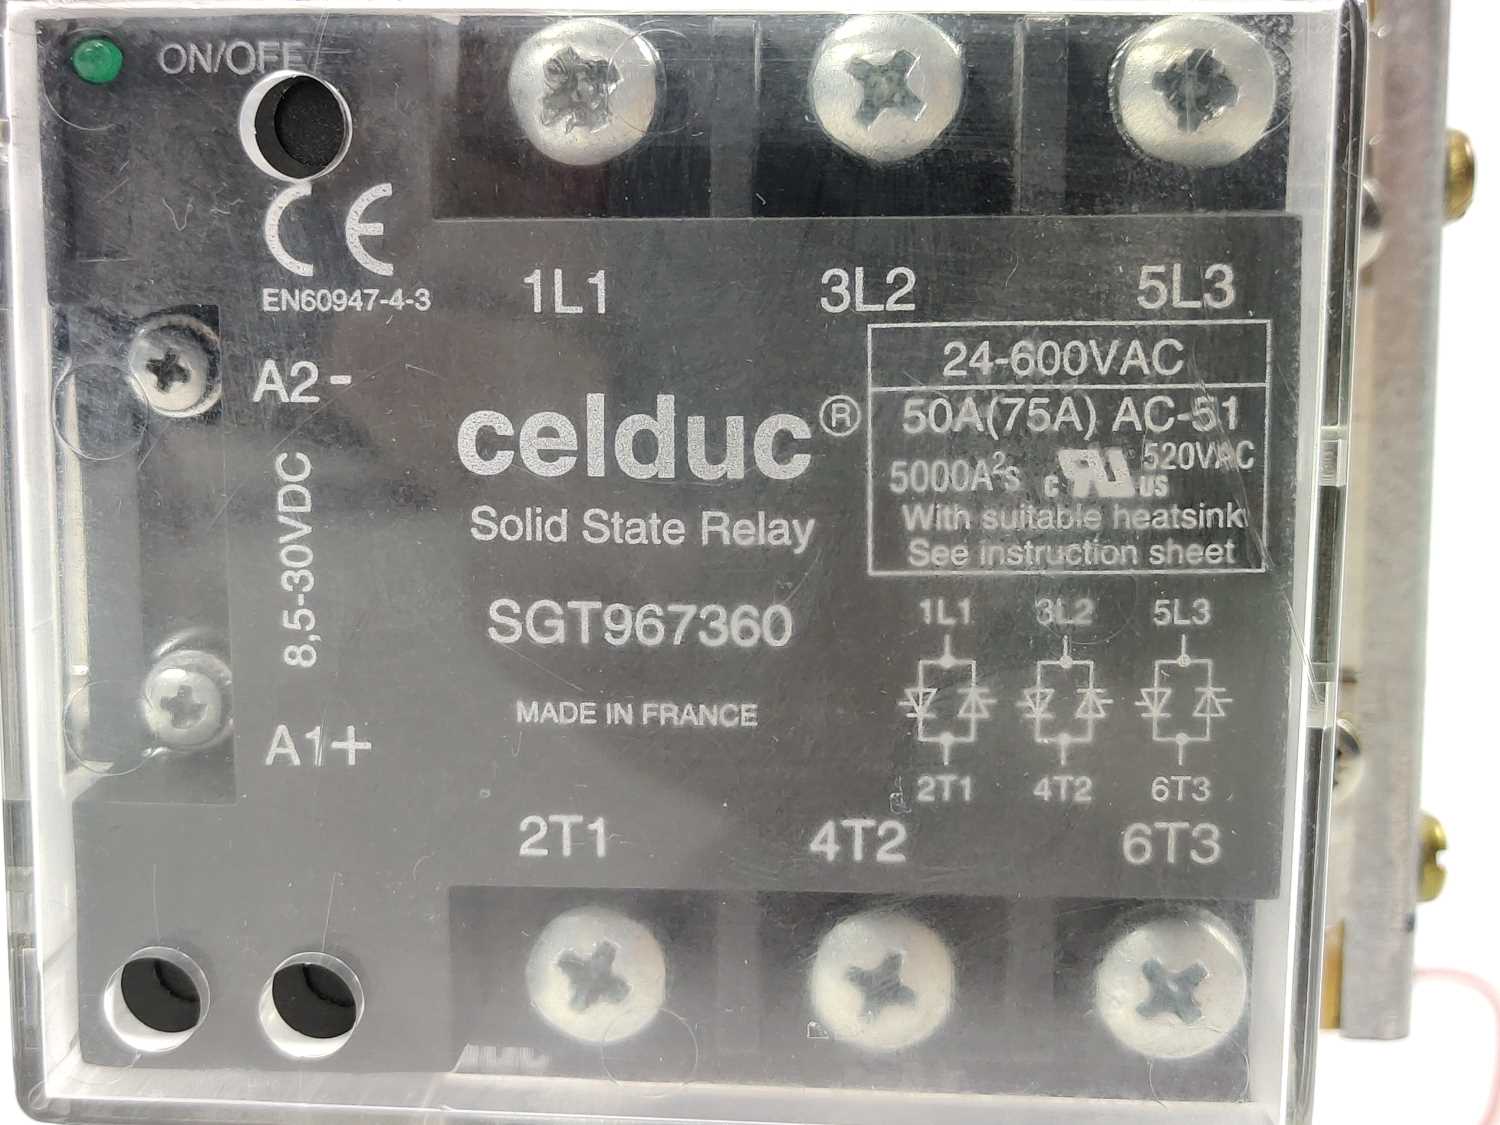 ON/OFF
CE
EN60947-4-3
1L1 3L2 5L3
A2 -
24-600VAC
50A(75A) AC-51
5000A²s c RU US 520VAC
With suitable heatsink
See instruction sheet
celduc®
Solid State Relay
8,5-30VDC
SGT967360
MADE IN FRANCE
A1+
1L1 3L2 5L3
2T1 4T2 6T3
2T1 4T2 6T3